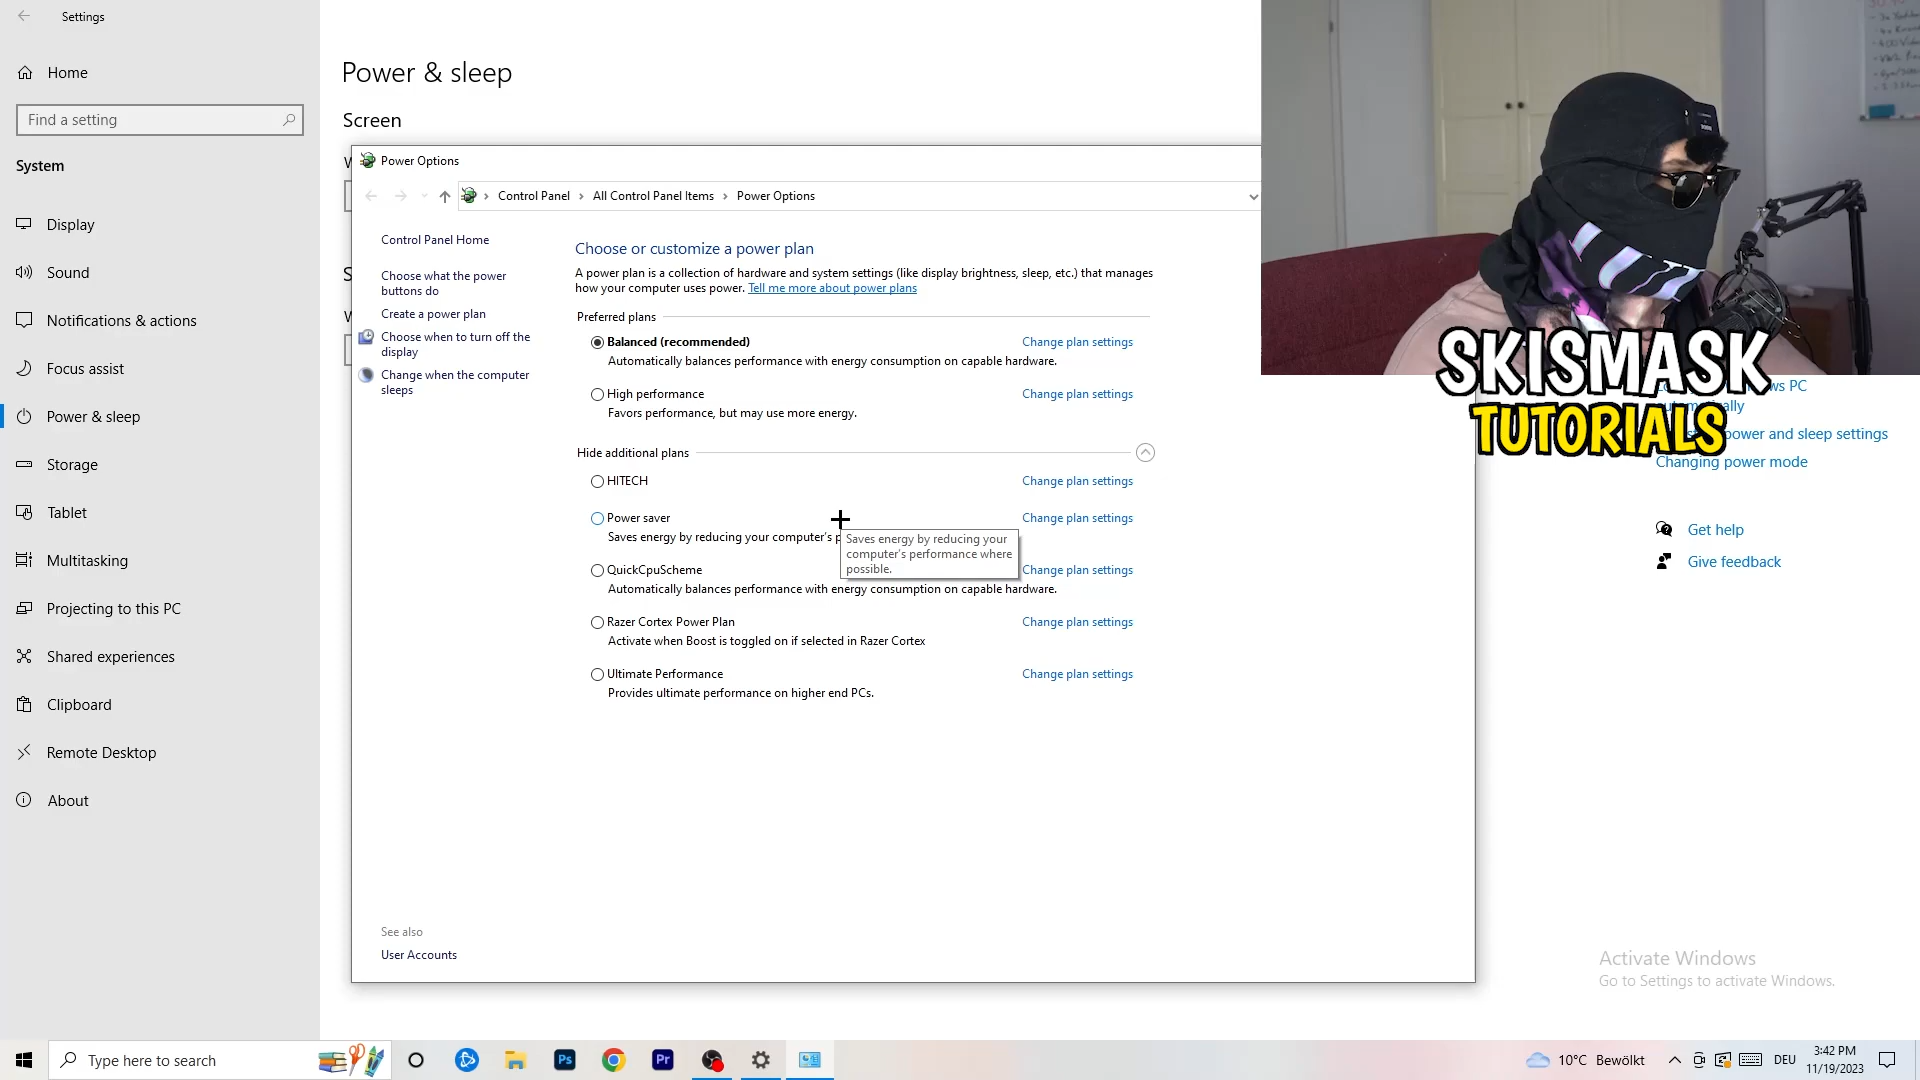 Settings
Home
Find a setting
System
Display
Sound
Notifications & actions
Focus assist
Power & sleep
Storage
Tablet
Multitasking
Projecting to this PC
Shared experiences
Clipboard
Remote Desktop
About
Power & sleep
Screen
Power Options
Control Panel › All Control Panel Items › Power Options
Control Panel Home
Choose what the power
buttons do
Create a power plan
Choose when to turn off the
display
Change when the computer
sleeps
See also
User Accounts
Choose or customize a power plan
A power plan is a collection of hardware and system settings (like display brightness, sleep, etc.) that manages
how your computer uses power. Tell me more about power plans
Preferred plans
Balanced (recommended) Change plan settings
Automatically balances performance with energy consumption on capable hardware.
High performance Change plan settings
Favors performance, but may use more energy.
Hide additional plans
HITECH Change plan settings
Power saver Change plan settings
Saves energy by reducing your computer's
Saves energy by reducing your
computer's performance where
possible.
QuickCpuScheme Change plan settings
Automatically balances performance with energy consumption on capable hardware.
Razer Cortex Power Plan Change plan settings
Activate when Boost is toggled on if selected in Razer Cortex
Ultimate Performance Change plan settings
Provides ultimate performance on higher end PCs.
SKISMASK
TUTORIALS
PC
power and sleep settings
Changing power mode
Get help
Give feedback
Activate Windows
Go to Settings to activate Windows.
Type here to search
Ps
Pr
10°C Bewölkt
DEU
3:42 PM
11/19/2023